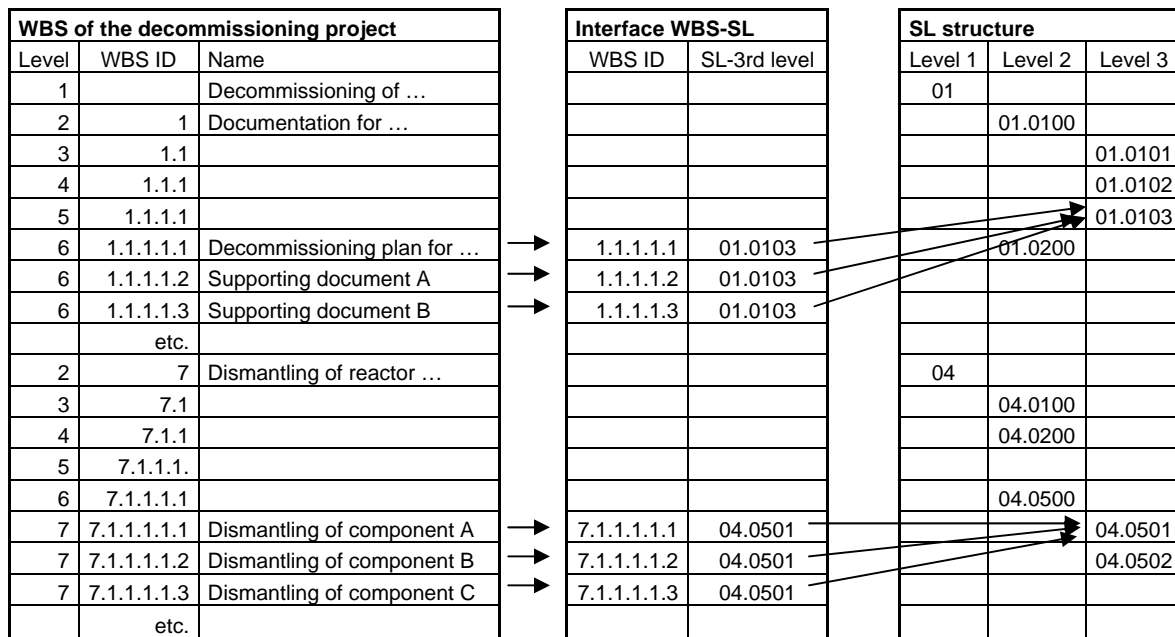 WBS of the decommissioning project Interface WBS-SL SL structure
Level WBS ID Name WBS ID SL-3rd level Level 1 Level 2 Level 3
1 Decommissioning of … 01
2 1 Documentation for … 01.0100
3 1.1 01.0101
4 1.1.1 01.0102
5 1.1.1.1 01.0103
6 1.1.1.1.1 Decommissioning plan for … 1.1.1.1.1 01.0103 01.0200
6 1.1.1.1.2 Supporting document A 1.1.1.1.2 01.0103
6 1.1.1.1.3 Supporting document B 1.1.1.1.3 01.0103
etc.
2 7 Dismantling of reactor … 04
3 7.1 04.0100
4 7.1.1 04.0200
5 7.1.1.1.
6 7.1.1.1.1 04.0500
7 7.1.1.1.1.1 Dismantling of component A 7.1.1.1.1.1 04.0501 04.0501
7 7.1.1.1.1.2 Dismantling of component B 7.1.1.1.1.2 04.0501 04.0502
7 7.1.1.1.1.3 Dismantling of component C 7.1.1.1.1.3 04.0501
etc.